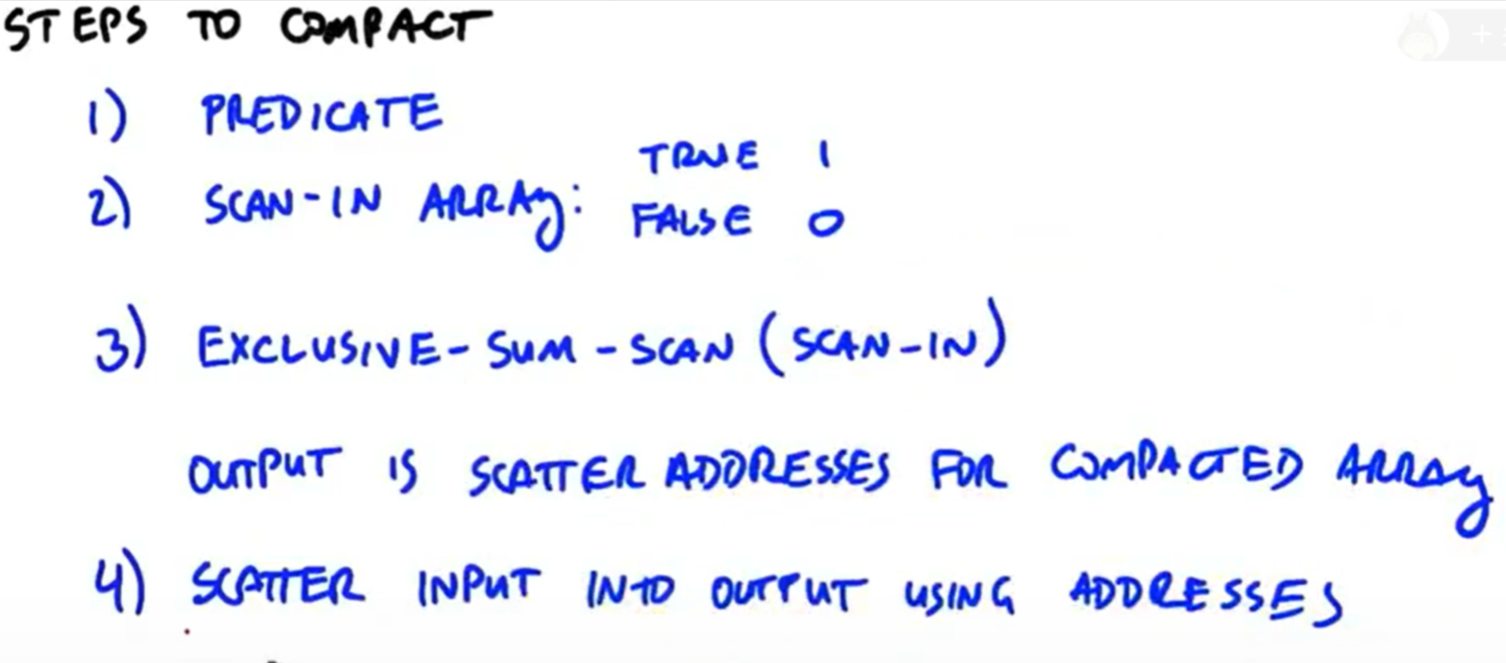 STEPS TO COMPACT
1) PREDICATE
2) SCAN-IN ARRAY: TRUE 1
FALSE 0
3) EXCLUSIVE-SUM-SCAN (SCAN-IN)
OUTPUT IS SCATTER ADDRESSES FOR COMPACTED ARRAY
4) SCATTER INPUT INTO OUTPUT USING ADDRESSES